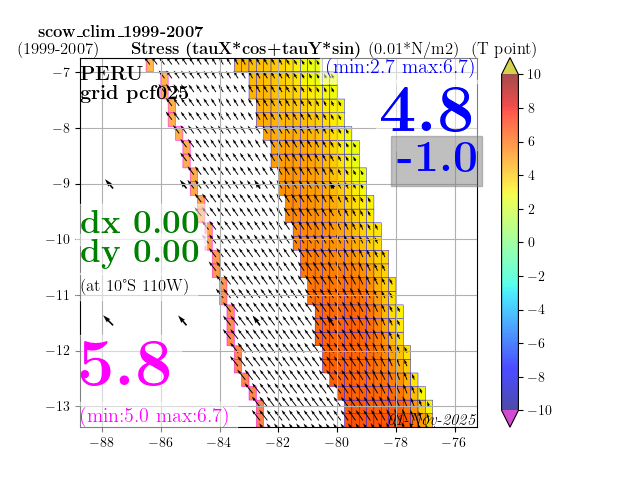 scow_clim_1999-2007
(1999-2007) Stress (tauX*cos+tauY*sin) (0.01*N/m2) (T point)
(min:2.7 max:6.7)
PERU
grid pcf025
4.8
-1.0
dx 0.00
dy 0.00
(at 10°S 110W)
5.8
(min:5.0 max:6.7)
01-Nov-2025
−7
−8
−9
−10
−11
−12
−13
−88 −86 −84 −82 −80 −78 −76
10
8
6
4
2
0
−2
−4
−6
−8
−10